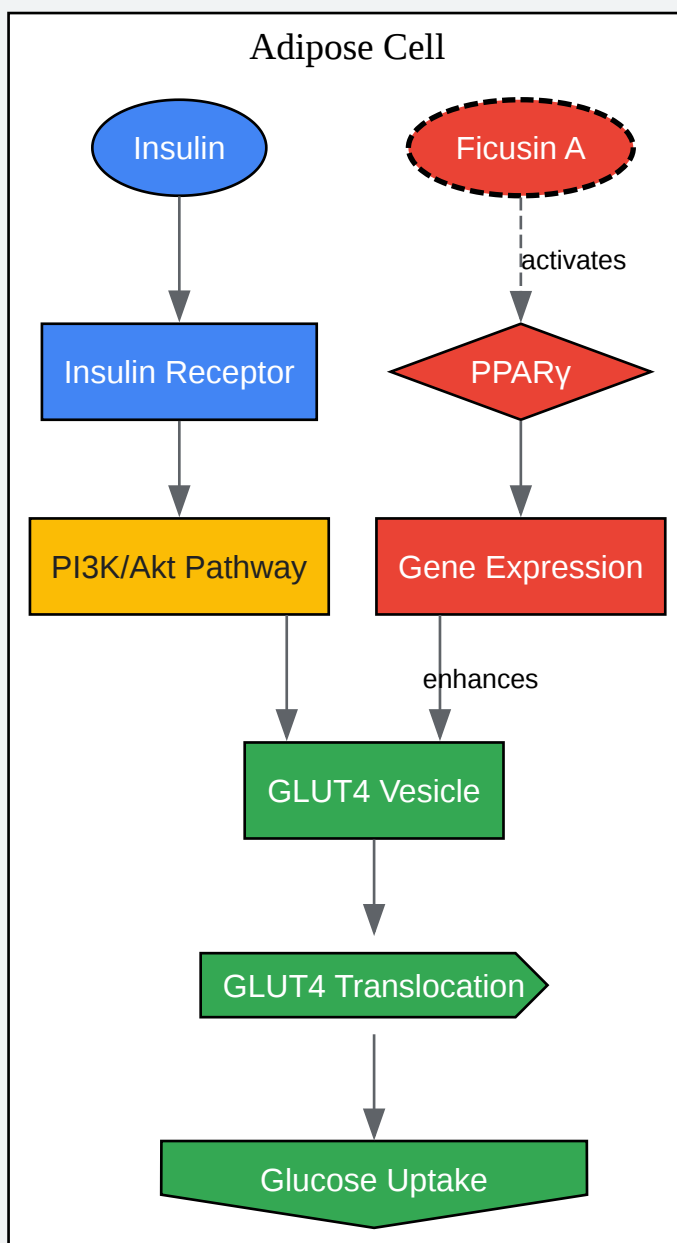 Adipose Cell
Insulin
Ficusin A
activates
Insulin Receptor
PPARγ
PI3K/Akt Pathway
Gene Expression
enhances
GLUT4 Vesicle
GLUT4 Translocation
Glucose Uptake